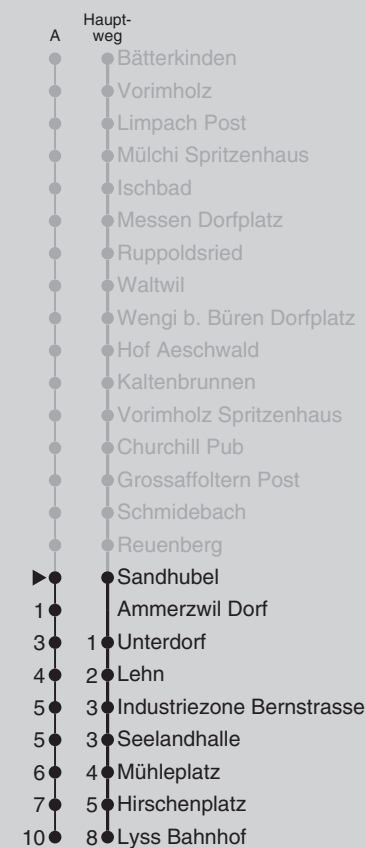 A Haupt-
weg
Bätterkinden
Vorimholz
Limpach Post
Mülchi Spritzenhaus
Ischbad
Messen Dorfplatz
Ruppoldsried
Waltwil
Wengi b. Büren Dorfplatz
Hof Aeschwald
Kaltenbrunnen
Vorimholz Spritzenhaus
Churchill Pub
Grossaffoltern Post
Schmidebach
Reuenberg
Sandhubel
1 Ammerzwil Dorf
3 1 Unterdorf
4 2 Lehn
5 3 Industriezone Bernstrasse
5 3 Seelandhalle
6 4 Mühleplatz
7 5 Hirschenplatz
10 8 Lyss Bahnhof